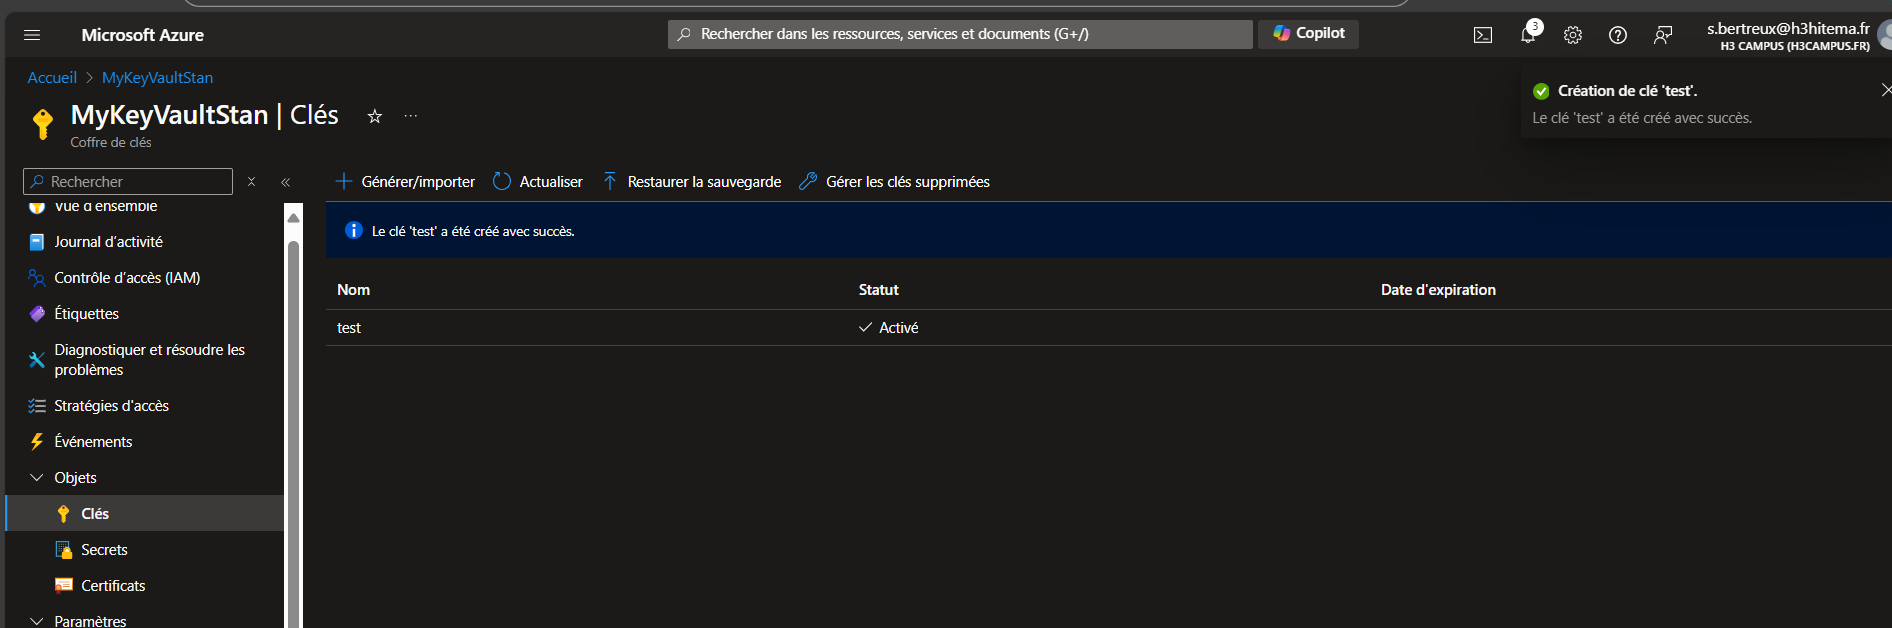 Microsoft Azure
Rechercher dans les ressources, services et documents (G+/)
Copilot
3
s.bertreux@h3hitema.fr
H3 CAMPUS (H3CAMPUS.FR)
Accueil > MyKeyVaultStan
MyKeyVaultStan | Clés
Coffre de clés
Création de clé 'test'.
Le clé 'test' a été créé avec succès.
Rechercher
Générer/importer
Actualiser
Restaurer la sauvegarde
Gérer les clés supprimées
Vue d'ensemble
Journal d'activité
Contrôle d'accès (IAM)
Étiquettes
Diagnostiquer et résoudre les
problèmes
Stratégies d'accès
Événements
Objets
Clés
Secrets
Certificats
Paramètres
Le clé 'test' a été créé avec succès.
Nom Statut Date d'expiration
test Activé